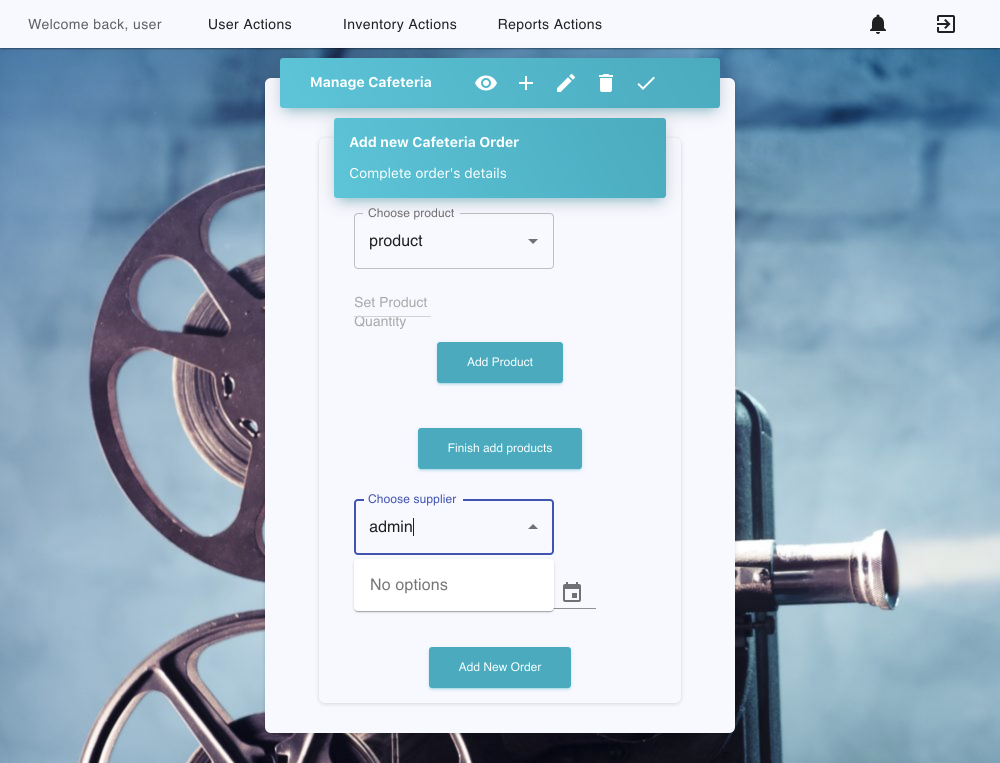 Welcome back, user
User Actions
Inventory Actions
Reports Actions
Manage Cafeteria
Add new Cafeteria Order
Complete order's details
Choose product
product
Set Product
Quantity
Add Product
Finish add products
Choose supplier
admin
No options
Add New Order